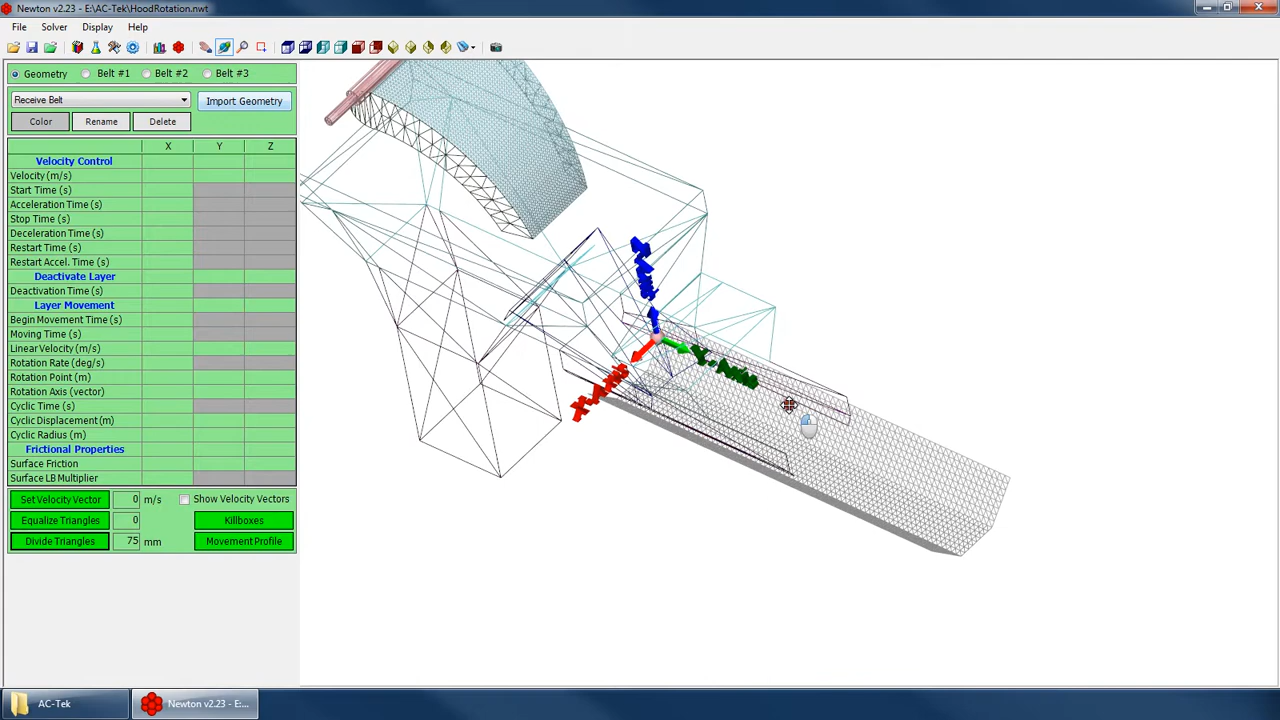 Newton v2.23 - E:\AC-Tek\HoodRotation.nwt
File Solver Display Help
Geometry Belt #1 Belt #2 Belt #3
Receive Belt Import Geometry
Color Rename Delete
X Y Z
Velocity Control
Velocity (m/s)
Start Time (s)
Acceleration Time (s)
Stop Time (s)
Deceleration Time (s)
Restart Time (s)
Restart Accel. Time (s)
Deactivate Layer
Deactivation Time (s)
Layer Movement
Begin Movement Time (s)
Moving Time (s)
Linear Velocity (m/s)
Rotation Rate (deg/s)
Rotation Point (m)
Rotation Axis (vector)
Cyclic Time (s)
Cyclic Displacement (m)
Cyclic Radius (m)
Frictional Properties
Surface Friction
Surface LB Multiplier
Set Velocity Vector 0 m/s Show Velocity Vectors
Equalize Triangles 0 Killboxes
Divide Triangles 75 mm Movement Profile
AC-Tek Newton v2.23 - E:...